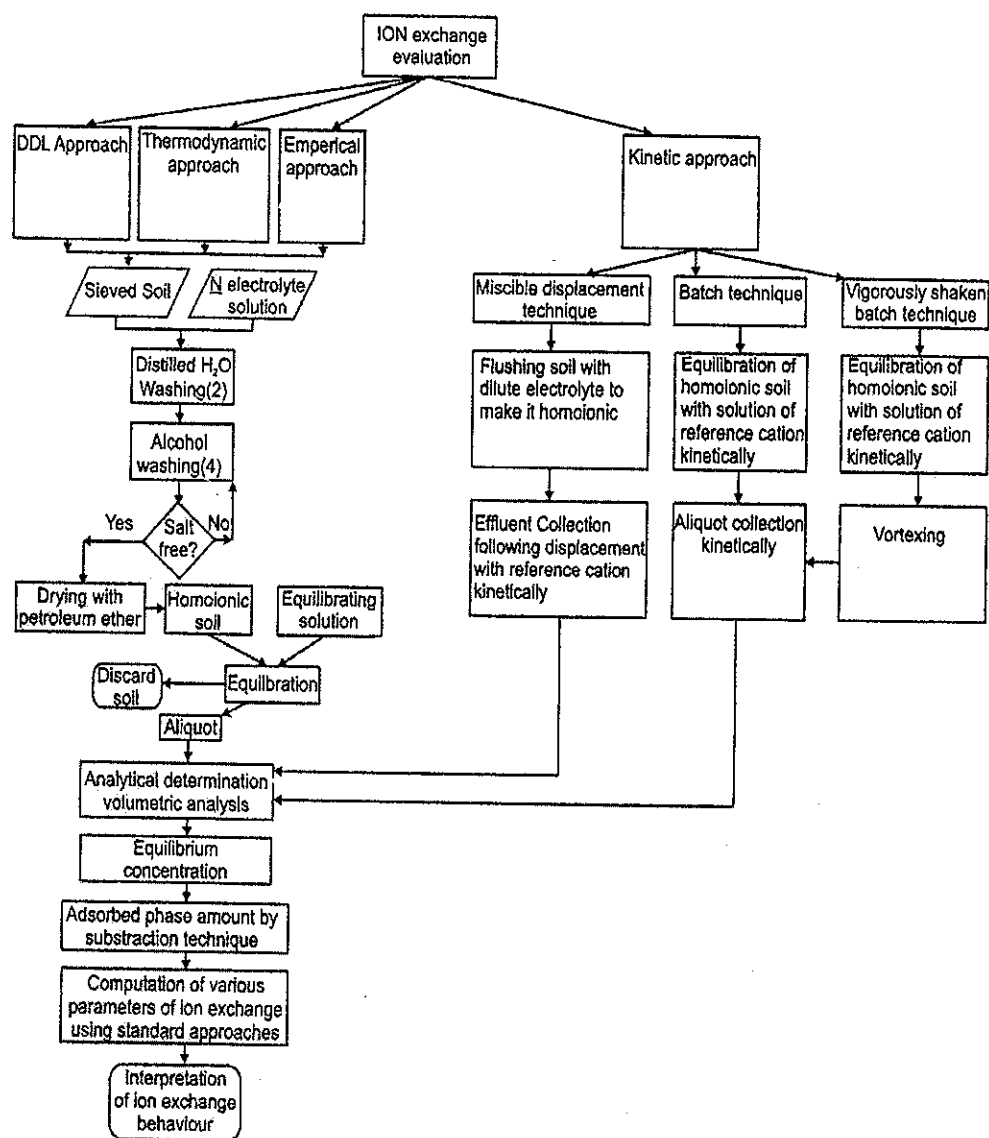 ION exchange
evaluation
DDL Approach
Thermodynamic
approach
Emperical
approach
Kinetic approach
Sieved Soil
N electrolyte
solution
Miscible displacement
technique
Batch technique
Vigorously shaken
batch technique
Distilled H₂O
Washing(2)
Flushing soil with
dilute electrolyte to
make it homoionic
Equilibration of
homoionic soil
with solution of
reference cation
kinetically
Equilibration of
homoionic soil
with solution of
reference cation
kinetically
Alcohol
washing(4)
Yes
Salt
free?
No
Effluent Collection
following displacement
with reference cation
kinetically
Aliquot collection
kinetically
Vortexing
Drying with
petroleum ether
Homoionic
soil
Equilibrating
solution
Discard
soil
Equilbration
Aliquot
Analytical determination
volumetric analysis
Equilibrium
concentration
Adsorbed phase amount by
substraction technique
Computation of various
parameters of ion exchange
using standard approaches
Interpretation
of ion exchange
behaviour